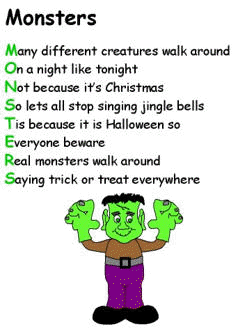 Monsters
Many different creatures walk around
On a night like tonight
Not because it's Christmas
So lets all stop singing jingle bells
Tis because it is Halloween so
Everyone beware
Real monsters walk around
Saying trick or treat everywhere